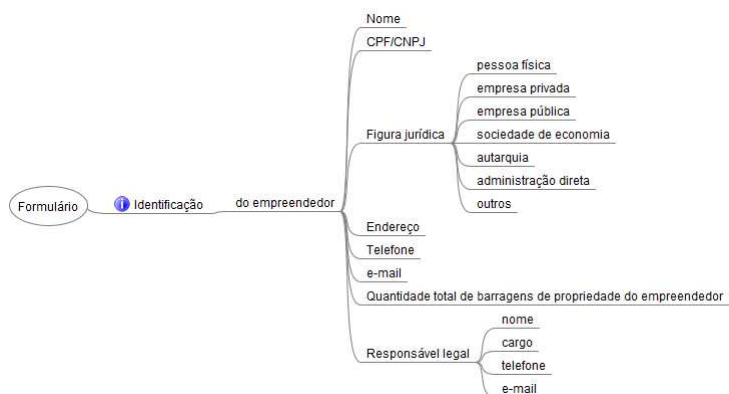 Nome
CPF/CNPJ
pessoa física
empresa privada
empresa pública
Figura jurídica
sociedade de economia
autarquia
administração direta
outros
Formulário
Identificação
do empreendedor
Endereço
Telefone
e-mail
Quantidade total de barragens de propriedade do empreendedor
Responsável legal
nome
cargo
telefone
e-mail